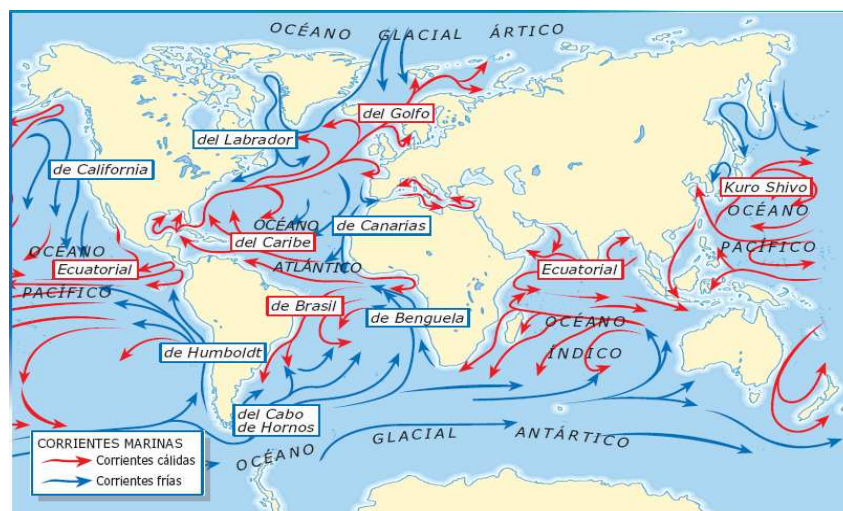 OCÉANO GLACIAL ÁRTICO
del Golfo
del Labrador
de California
Kuro Shivo
OCÉANO
PACÍFICO
OCÉANO
ATLÁNTICO
de Canarias
del Caribe
OCÉANO
PACÍFICO
Ecuatorial
Ecuatorial
de Brasil
de Benguela
OCÉANO
ÍNDICO
de Humboldt
del Cabo
de Hornos
OCÉANO GLACIAL ANTÁRTICO
CORRIENTES MARINAS
Corrientes cálidas
Corrientes frías